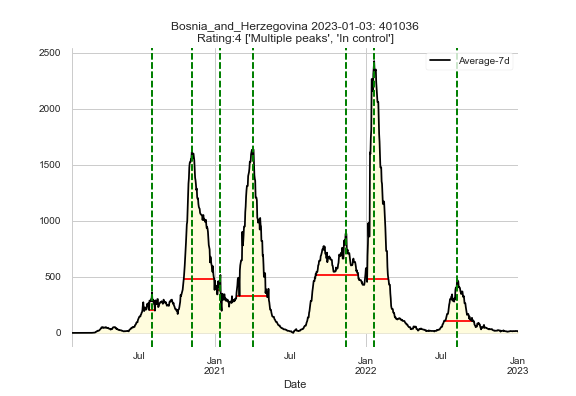 Bosnia_and_Herzegovina 2023-01-03: 401036
Rating:4 ['Multiple peaks', 'In control']
Average-7d
2500
2000
1500
1000
500
0
Jul
Jan
2021
Jul
Jan
2022
Jul
Jan
2023
Date